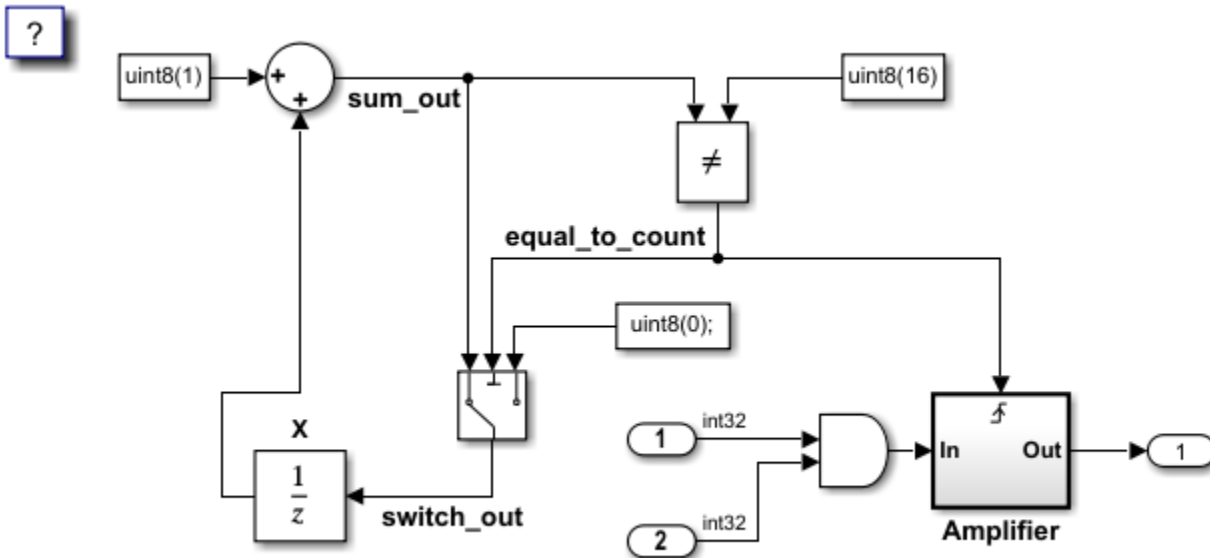 ?
uint8(1)
+
+
sum_out
uint8(16)
≠
equal_to_count
uint8(0);
X
1
z
switch_out
1
int32
2
int32
In
Out
Amplifier
1